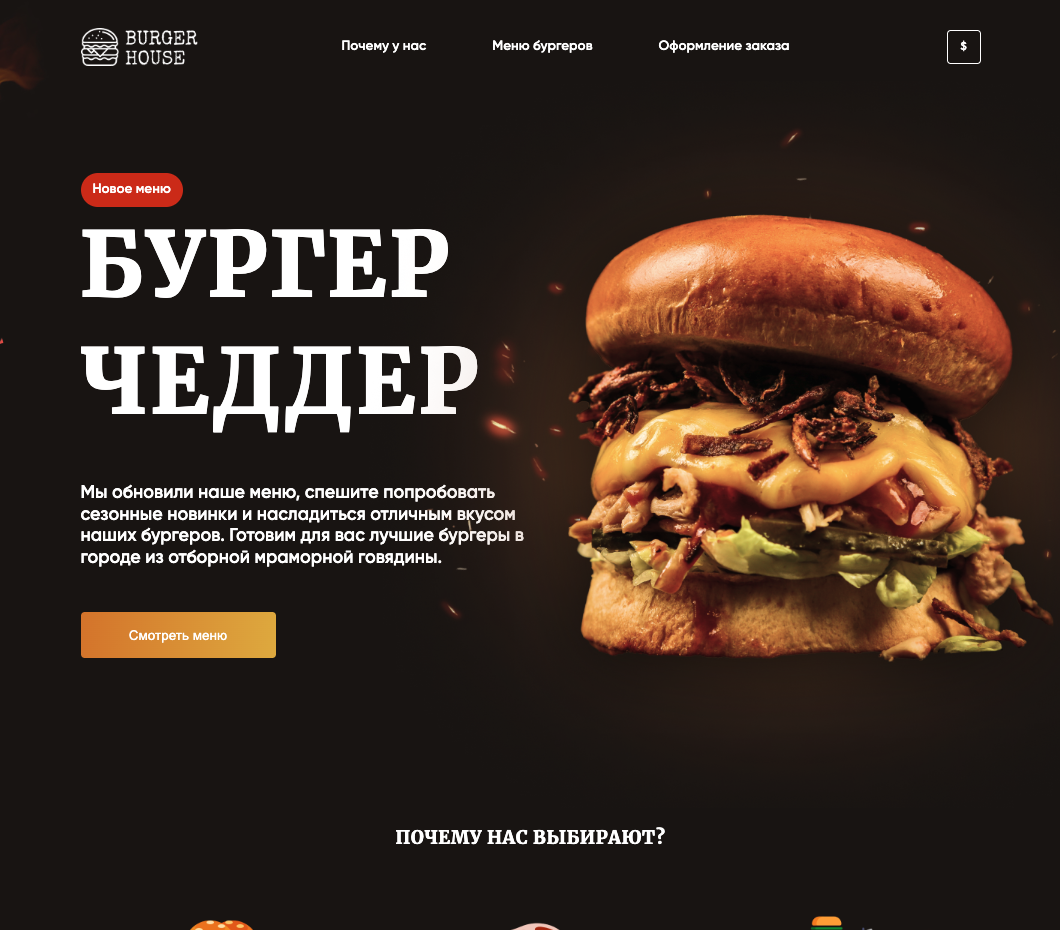 BURGER
HOUSE
Почему у нас
Меню бургеров
Оформление заказа
$
Новое меню
БУРГЕР
ЧЕДДЕР
Мы обновили наше меню, спешите попробовать
сезонные новинки и насладиться отличным вкусом
наших бургеров. Готовим для вас лучшие бургеры в
городе из отборной мраморной говядины.
Смотреть меню
ПОЧЕМУ НАС ВЫБИРАЮТ?